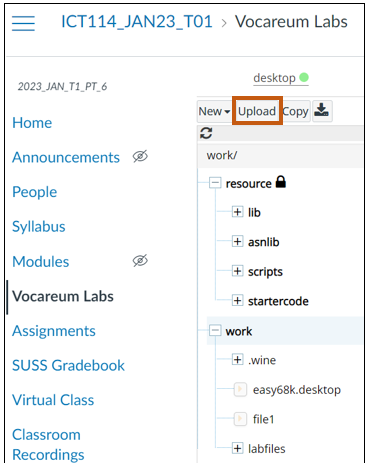 ICT114_JAN23_T01 > Vocareum Labs
2023_JAN_T1_PT_6
Home
Announcements
People
Syllabus
Modules
Vocareum Labs
Assignments
SUSS Gradebook
Virtual Class
Classroom
Recordings
desktop
New Upload Copy
work/
resource
lib
asnlib
scripts
startercode
work
.wine
easy68k.desktop
file1
labfiles